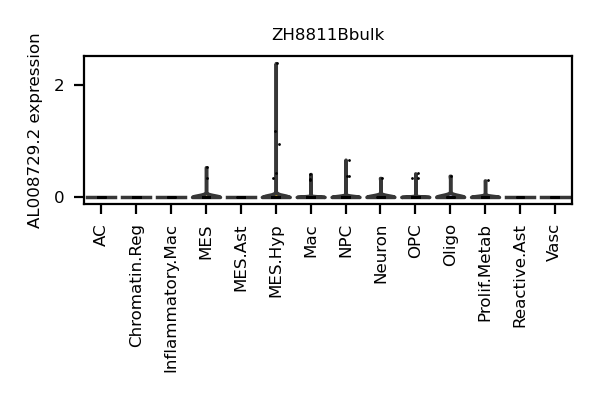 ZH8811Bbulk
AL008729.2 expression
2
0
AC
Chromatin.Reg
Inflammatory.Mac
MES
MES.Ast
MES.Hyp
Mac
NPC
Neuron
OPC
Oligo
Prolif.Metab
Reactive.Ast
Vasc